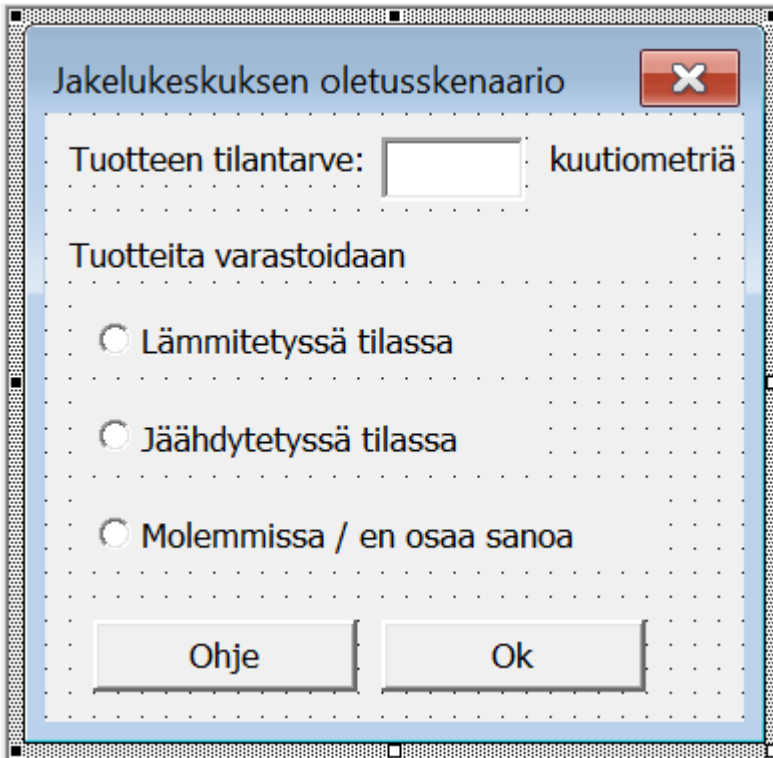 Jakelukeskuksen oletusskenaario
Tuotteen tilantarve: kuutiometriä
Tuotteita varastoidaan
Lämmitetyssä tilassa
Jäähdytetyssä tilassa
Molemmissa / en osaa sanoa
Ohje Ok